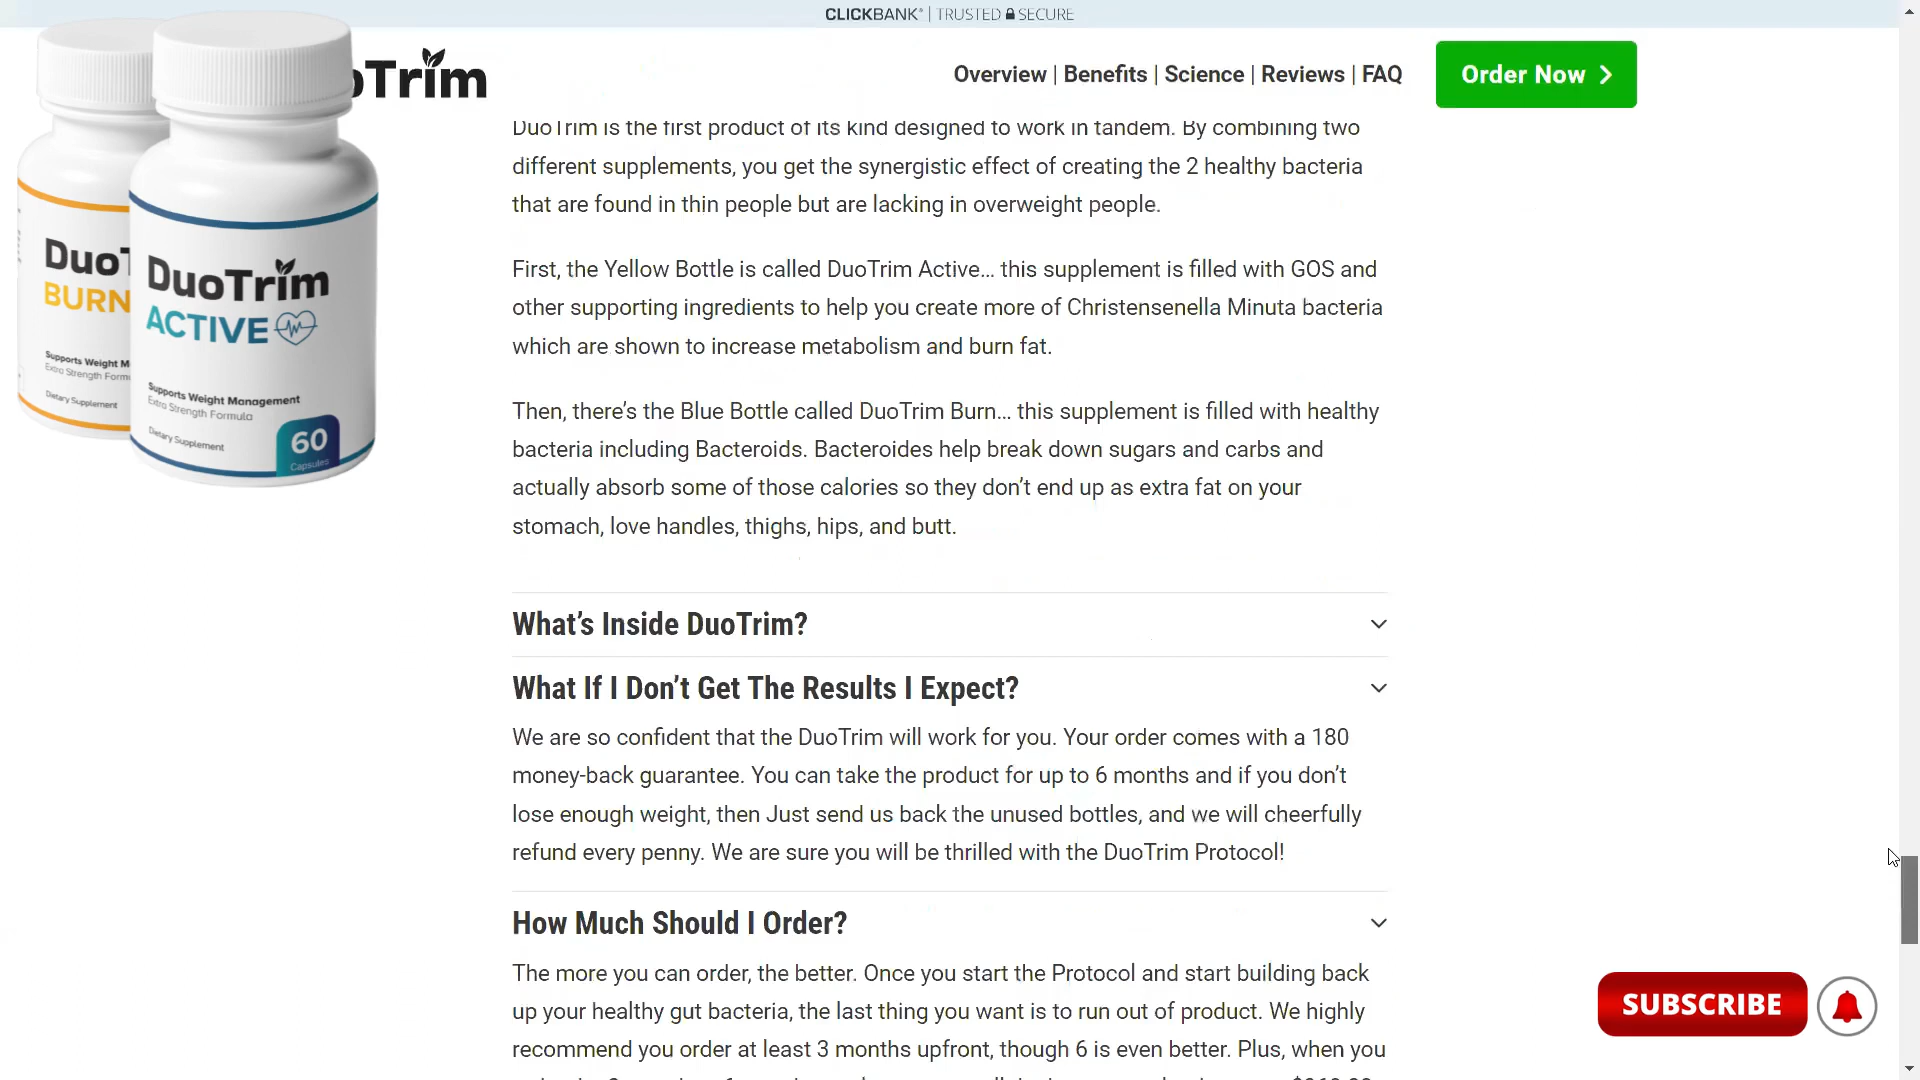 CLICKBANK® | TRUSTED SECURE
oTrim
Overview | Benefits | Science | Reviews | FAQ
Order Now
DuoTrim is the first product of its kind designed to work in tandem. By combining two
different supplements, you get the synergistic effect of creating the 2 healthy bacteria
that are found in thin people but are lacking in overweight people.
First, the Yellow Bottle is called DuoTrim Active… this supplement is filled with GOS and
other supporting ingredients to help you create more of Christensenella Minuta bacteria
which are shown to increase metabolism and burn fat.
Then, there’s the Blue Bottle called DuoTrim Burn… this supplement is filled with healthy
bacteria including Bacteroids. Bacteroides help break down sugars and carbs and
actually absorb some of those calories so they don’t end up as extra fat on your
stomach, love handles, thighs, hips, and butt.
What’s Inside DuoTrim?
What If I Don’t Get The Results I Expect?
We are so confident that the DuoTrim will work for you. Your order comes with a 180
money-back guarantee. You can take the product for up to 6 months and if you don’t
lose enough weight, then Just send us back the unused bottles, and we will cheerfully
refund every penny. We are sure you will be thrilled with the DuoTrim Protocol!
How Much Should I Order?
The more you can order, the better. Once you start the Protocol and start building back
up your healthy gut bacteria, the last thing you want is to run out of product. We highly
recommend you order at least 3 months upfront, though 6 is even better. Plus, when you
DuoT
BURN
Supports Weight M
Extra Strength Form
Dietary Supplement
DuoTrim
ACTIVE
Supports Weight Management
Extra Strength Formula
Dietary Supplement
60
Capsules
SUBSCRIBE